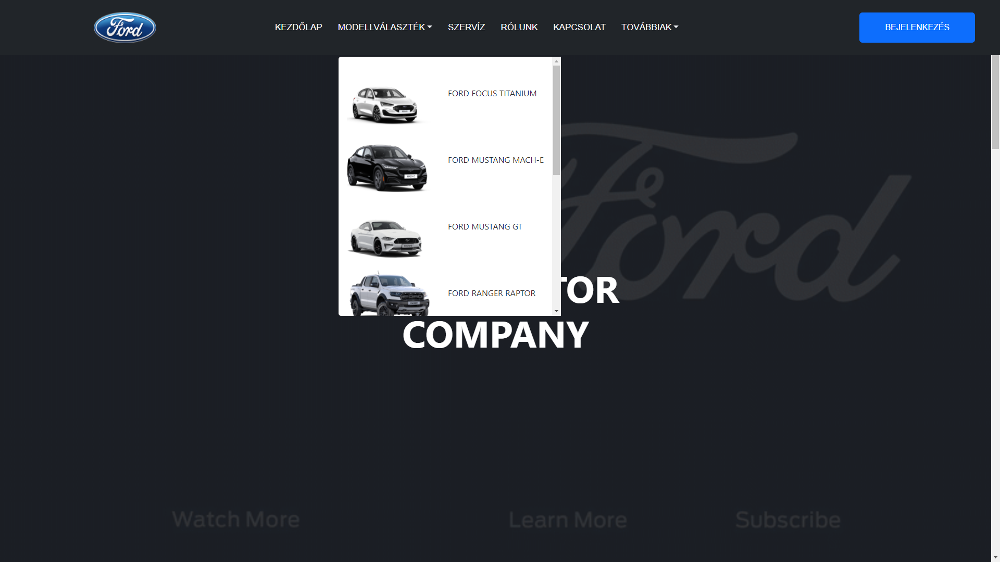 Ford
KEZDŐLAP
MODELLVÁLASZTÉK
SZERVÍZ
RÓLUNK
KAPCSOLAT
TOVÁBBIAK
BEJELENKEZÉS
FORD FOCUS TITANIUM
FORD MUSTANG MACH-E
FORD MUSTANG GT
FORD RANGER RAPTOR
Ford
TOR
COMPANY
Watch More
Learn More
Subscribe